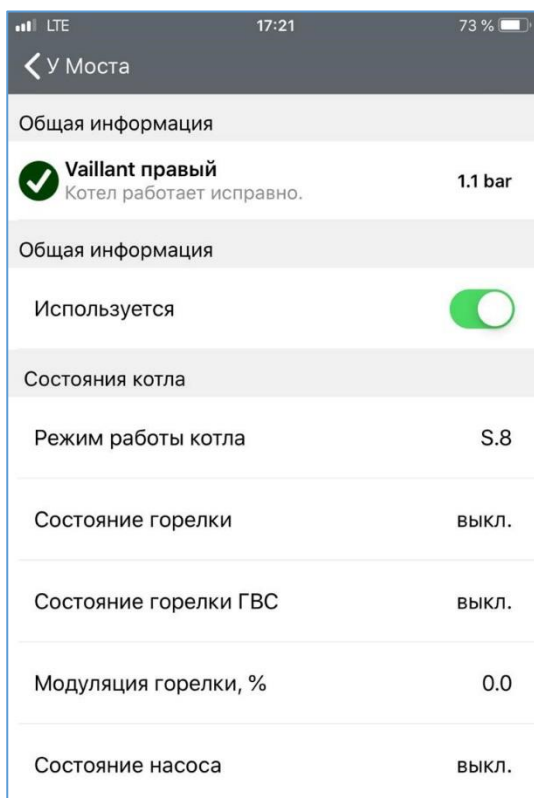 LTE 17:21 73 %
У Моста
Общая информация
Vaillant правый
Котел работает исправно.
1.1 bar
Общая информация
Используется
Состояния котла
Режим работы котла S.8
Состояние горелки выкл.
Состояние горелки ГВС выкл.
Модуляция горелки, % 0.0
Состояние насоса выкл.